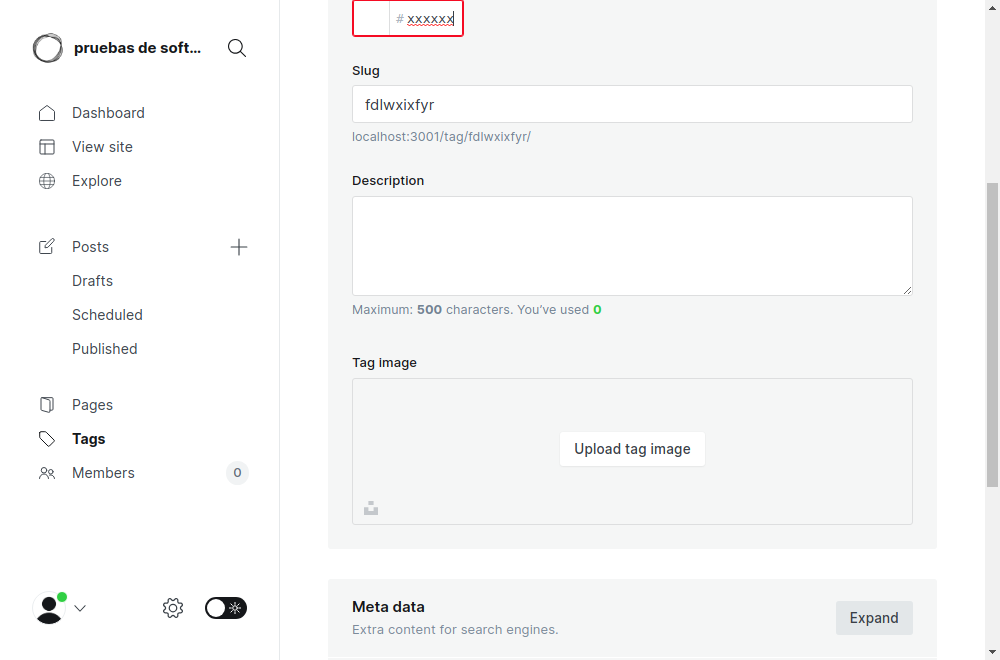 pruebas de soft...
Dashboard
View site
Explore
Posts
Drafts
Scheduled
Published
Pages
Tags
Members
0
# xxxxxx
Slug
fdlwxixfyr
localhost:3001/tag/fdlwxixfyr/
Description
Maximum: 500 characters. You've used 0
Tag image
Upload tag image
Meta data
Extra content for search engines.
Expand